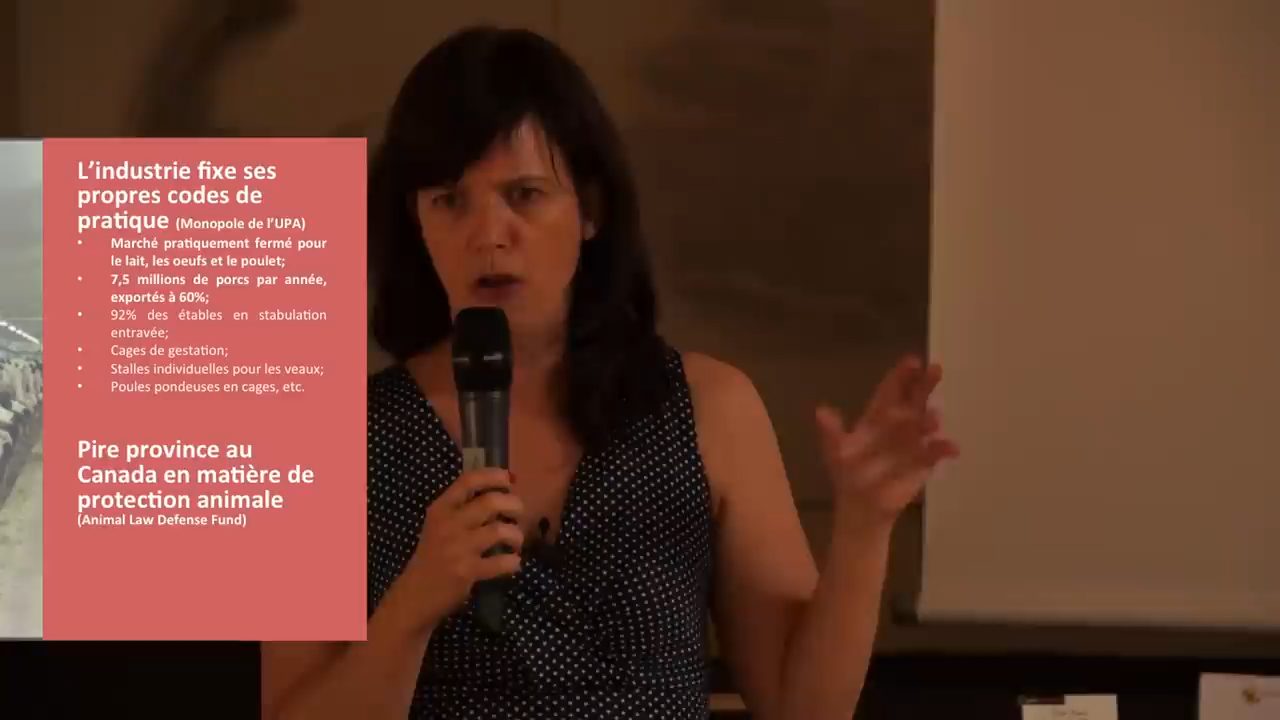 L’industrie fixe ses
propres codes de
pratique (Monopole de l’UPA)
• Marché pratiquement fermé pour
le lait, les oeufs et le poulet;
• 7,5 millions de porcs par année,
exportés à 60%;
• 92% des étables en stabulation
entravée;
• Cages de gestation;
• Stalles individuelles pour les veaux;
• Poules pondeuses en cages, etc.
Pire province au
Canada en matière de
protection animale
(Animal Law Defense Fund)